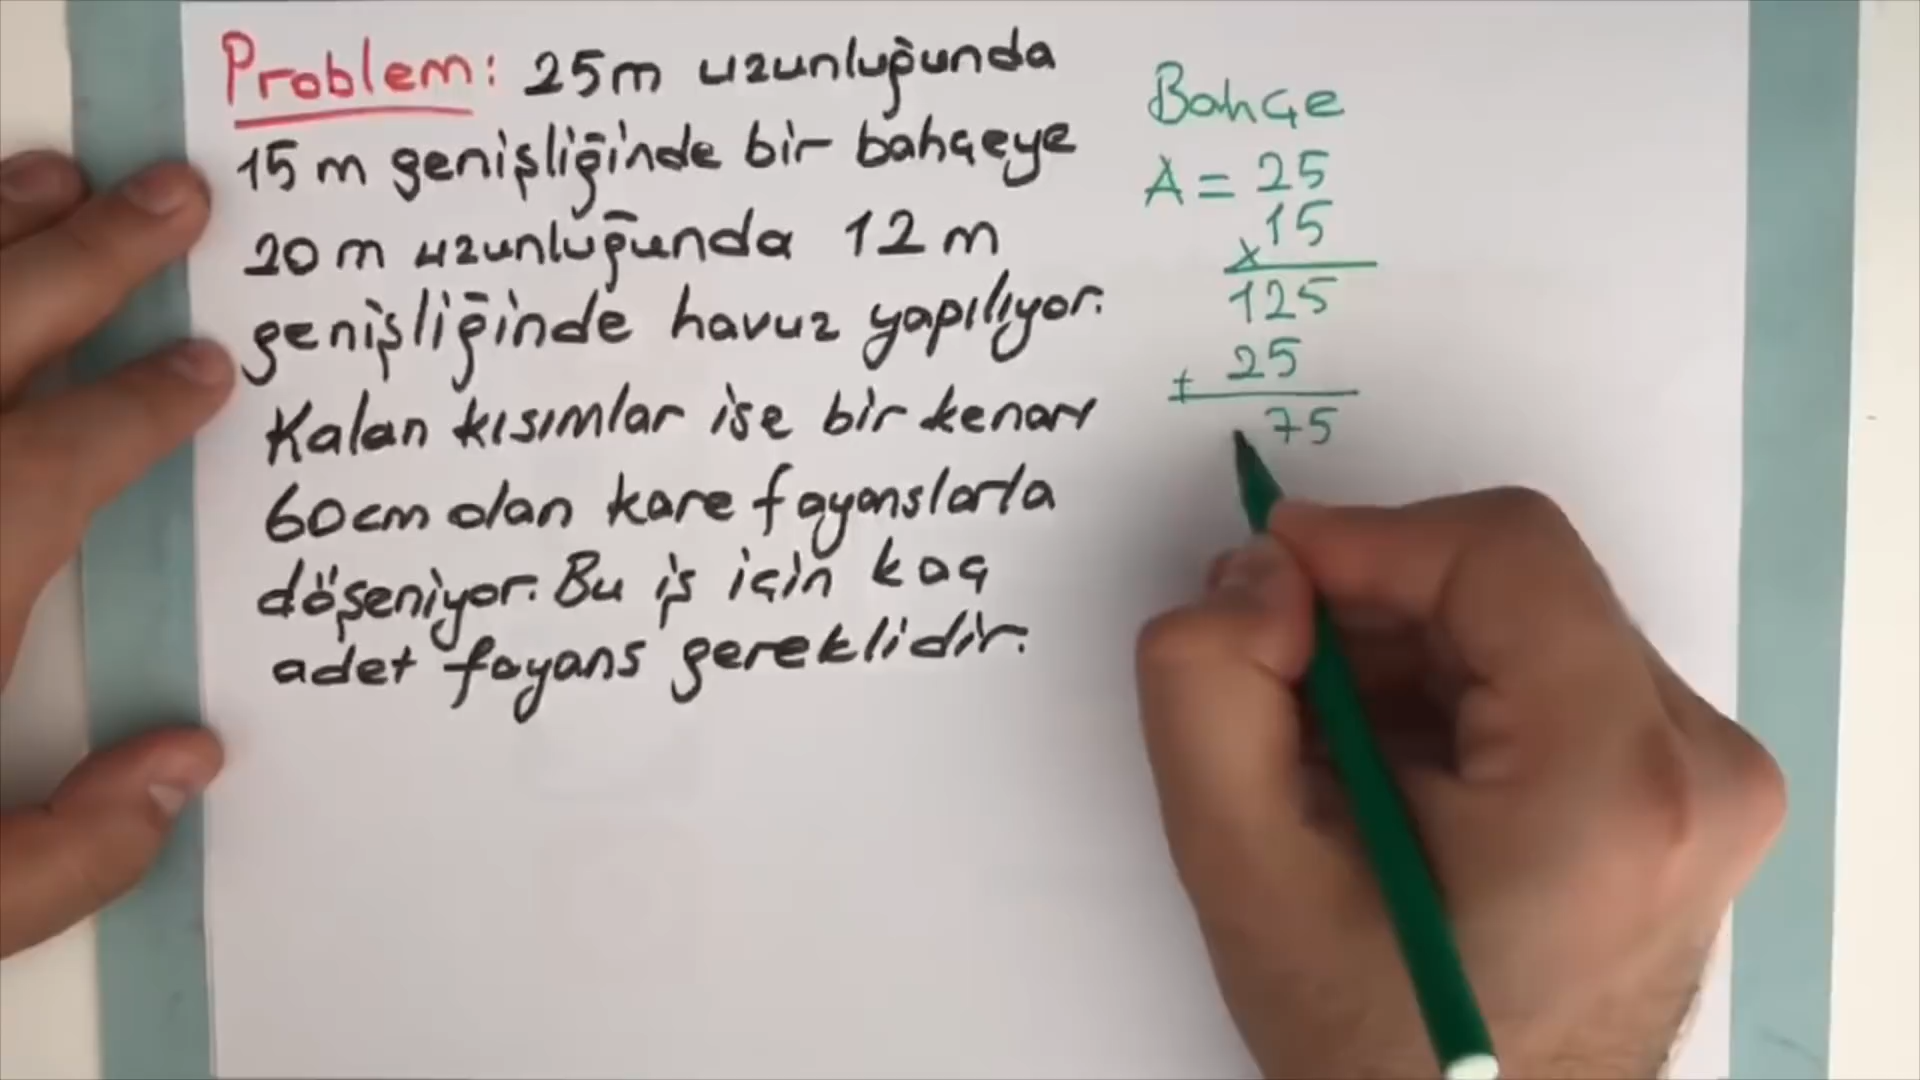 Problem: 25m uzunluğunda
15 m genişliğinde bir bahçeye
20 m uzunluğunda 12 m
genişliğinde havuz yapılıyor.
Kalan kısımlar ise bir kenarı
60cm olan kare fayanslarla
döşeniyor. Bu iş için kaç
adet fayans gereklidir.
Bahçe
A = 25
x 15
125
25
+
75